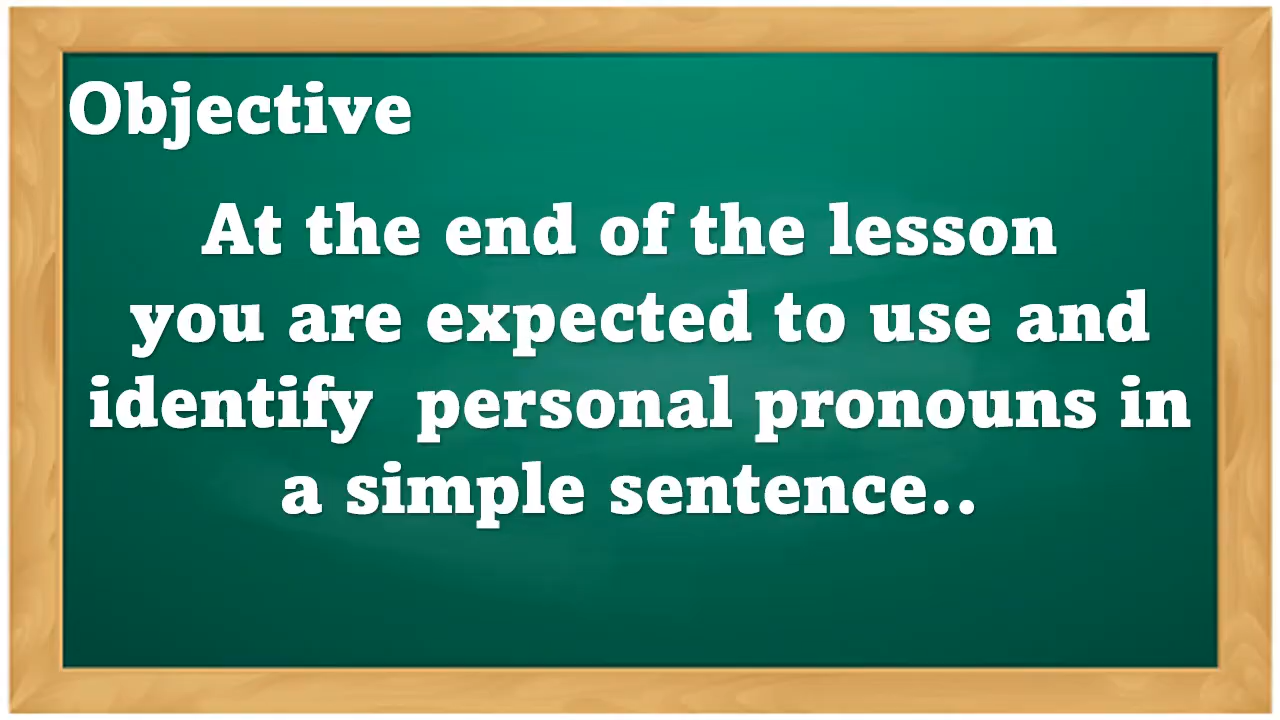 Objective
At the end of the lesson
you are expected to use and
identify  personal pronouns in
a simple sentence..